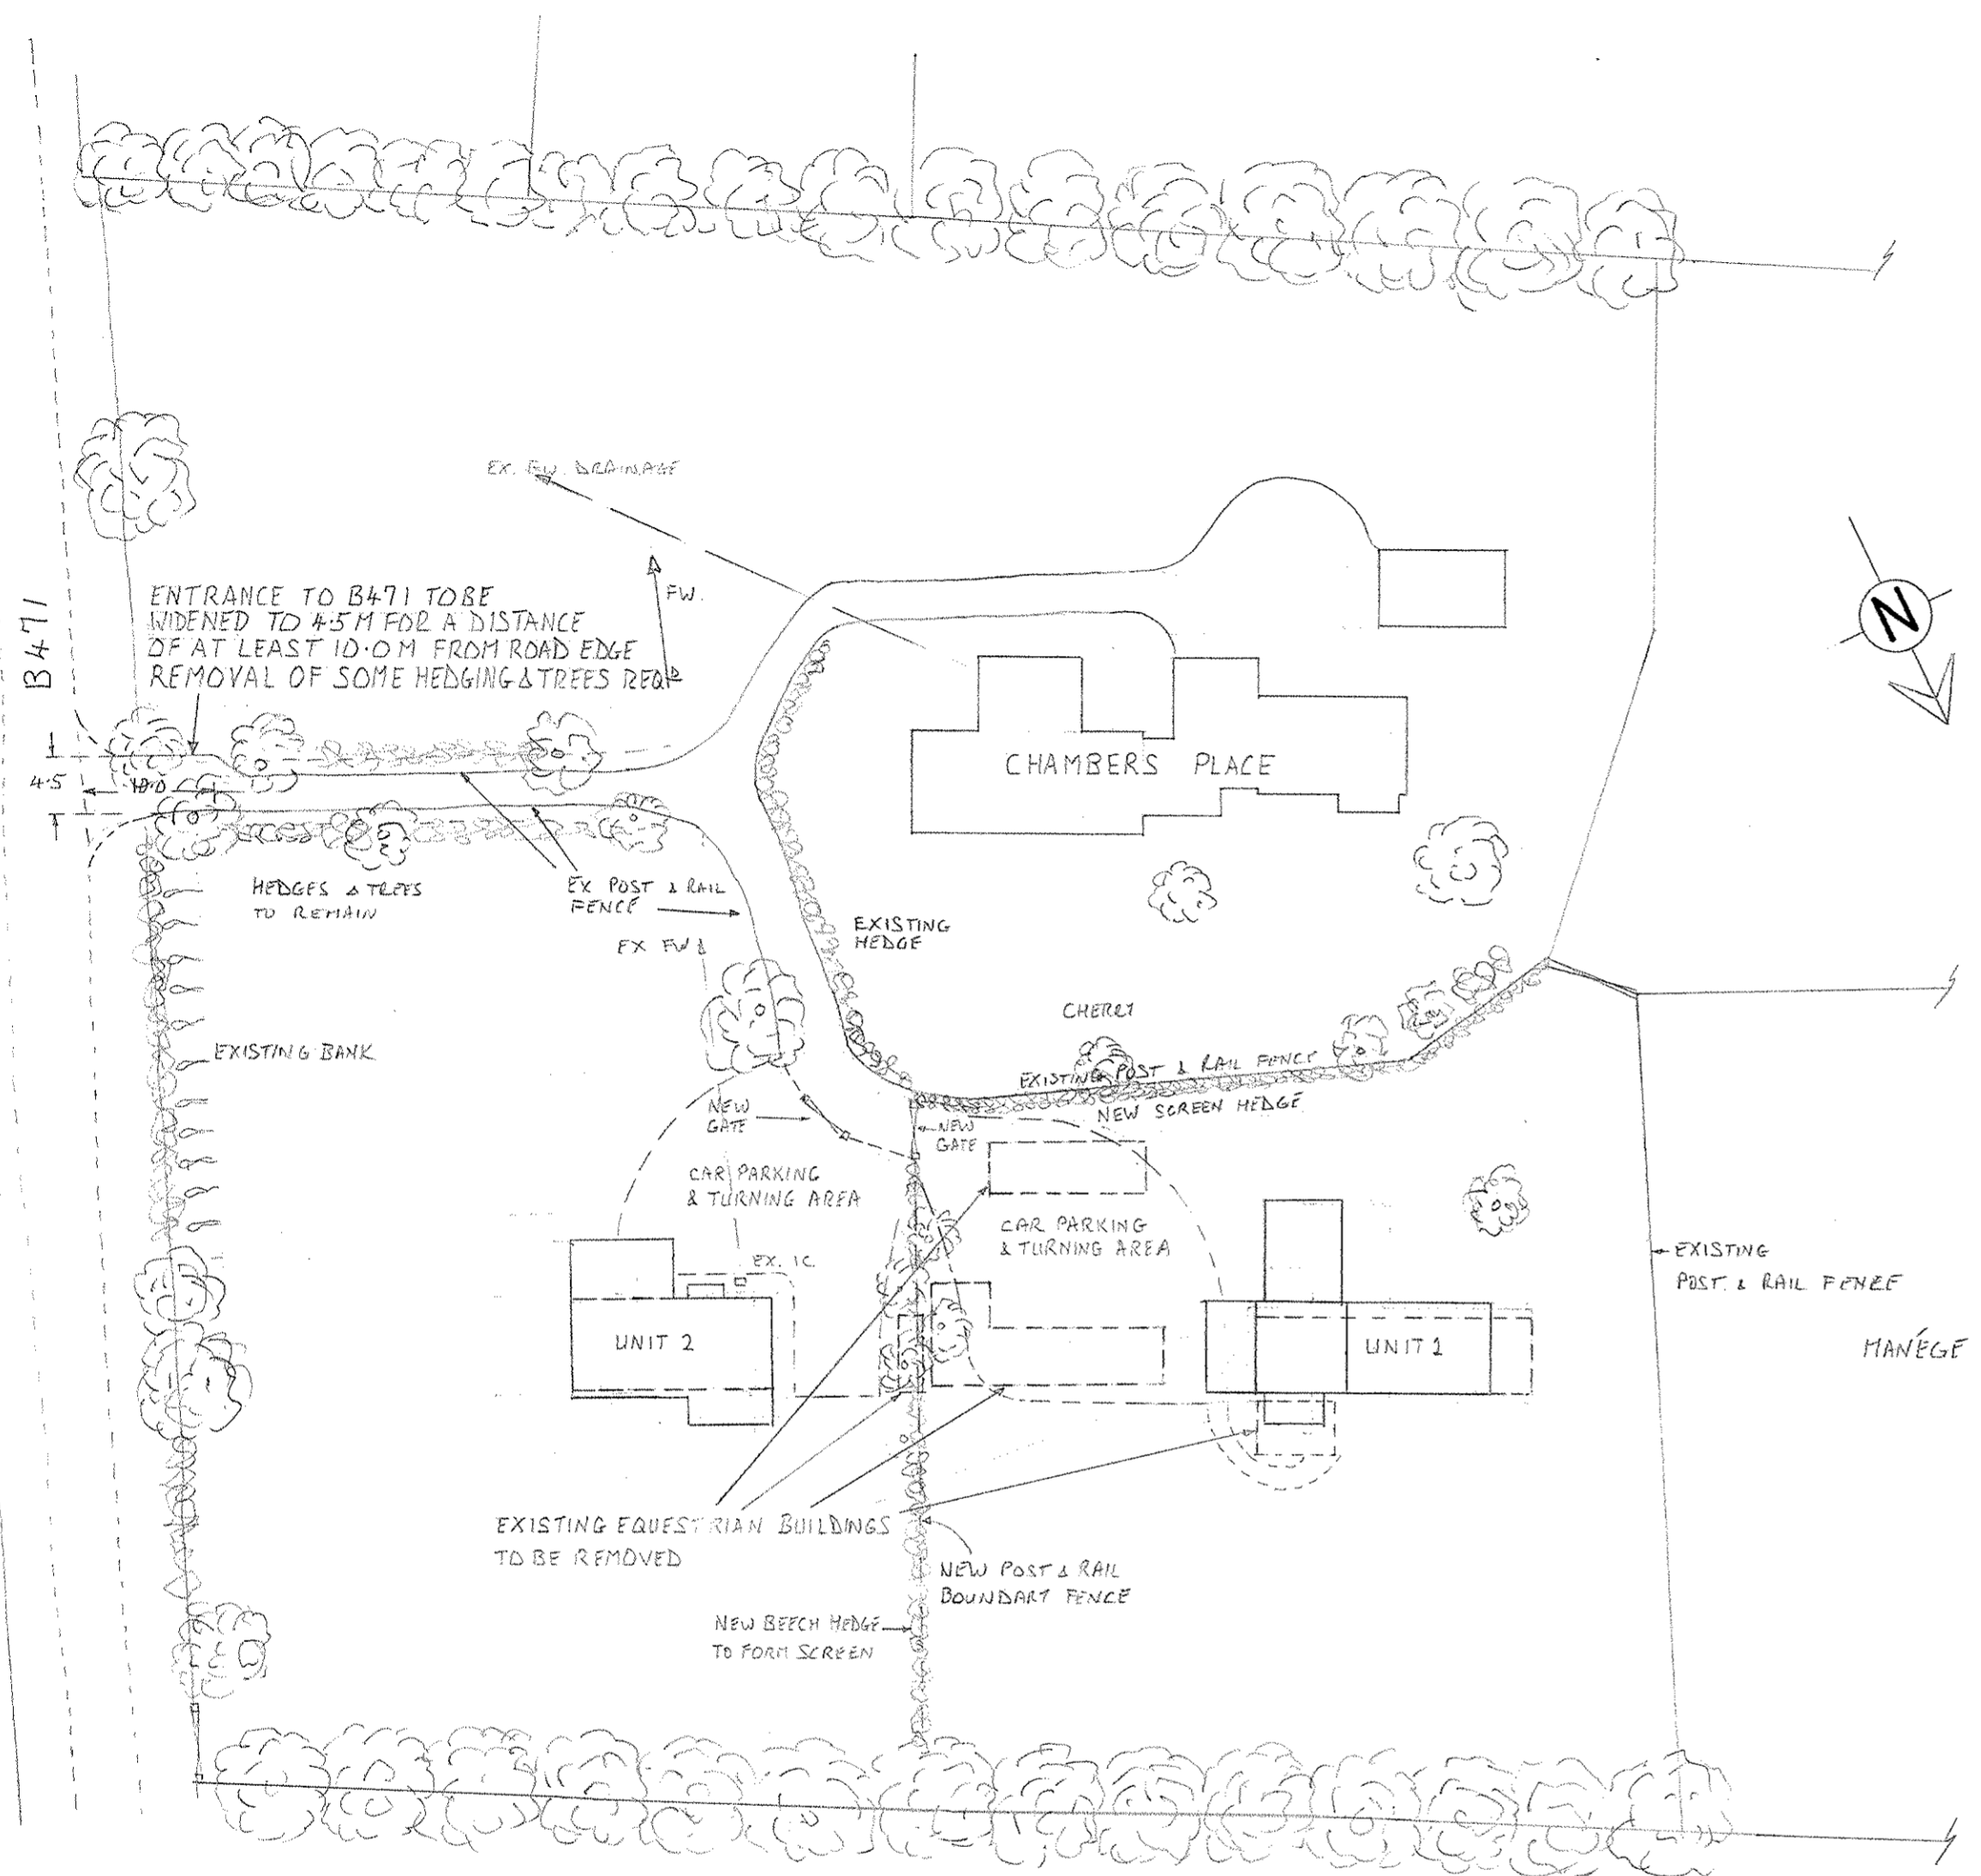 EX. FW. DRAINAGE
B471
ENTRANCE TO B471 TOBE
WIDENED TO 4.5 M FOR A DISTANCE
OF AT LEAST 10.0 M FROM ROAD EDGE
REMOVAL OF SOME HEDGING & TREES REQD
FW.
N
CHAMBERS PLACE
4.5
10.0
HEDGES & TREES
TO REMAIN
EX POST & RAIL
FENCE
EX FW
EXISTING
HEDGE
CHERRY
EXISTING BANK
EXISTING POST & RAIL FENCE
NEW SCREEN HEDGE
NEW
GATE
NEW
GATE
CAR PARKING
& TURNING AREA
CAR PARKING
& TURNING AREA
EX. IC.
EXISTING
POST & RAIL FENCE
UNIT 2
UNIT 1
MANÉGE
EXISTING EQUESTRIAN BUILDINGS
TO BE REMOVED
NEW POST & RAIL
BOUNDARY FENCE
NEW BEECH HEDGE
TO FORM SCREEN